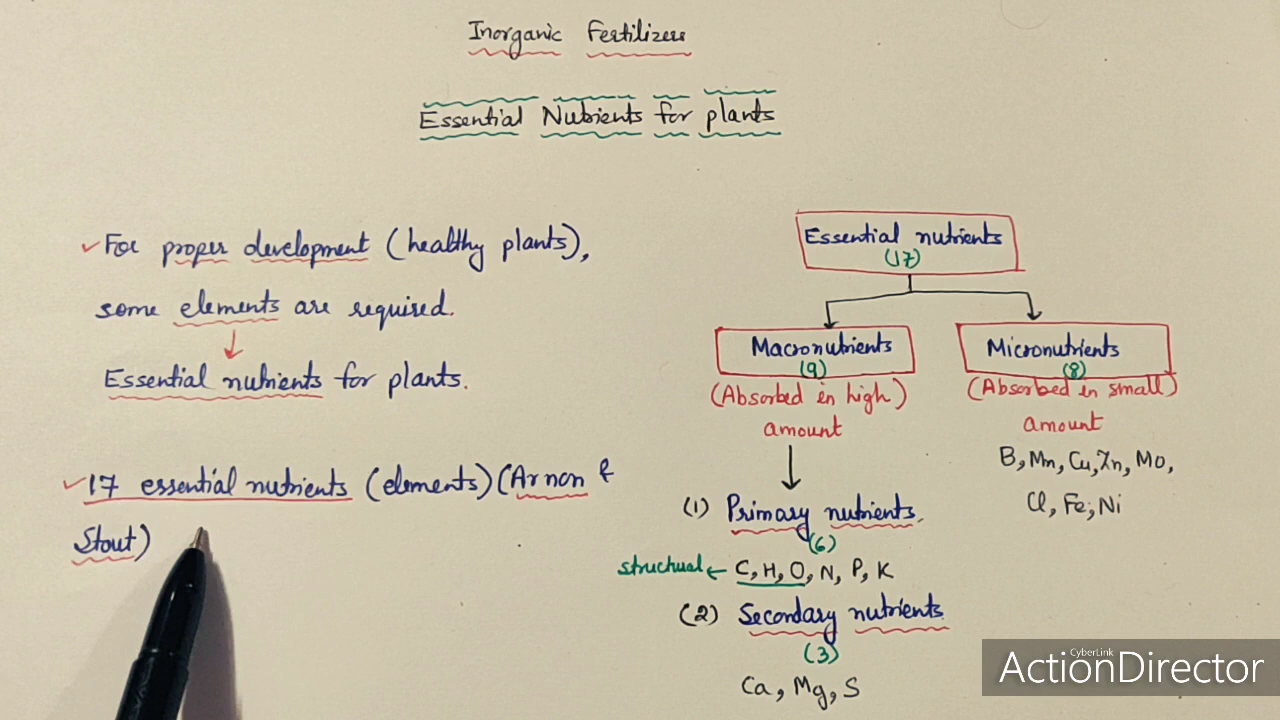 Inorganic Fertilizers
Essential Nutrients for plants
✓ For proper development (healthy plants),
some elements are required.
↓
Essential nutrients for plants.
✓ 17 essential nutrients (elements) (Arnon &
Stout)
Essential nutrients
(17)
Macronutrients
(9)
(Absorbed in high)
amount
↓
(1) Primary nutrients.
(6)
structual ← C, H, O, N, P, K
(2) Secondary nutrients
(3)
Ca, Mg, S
Micronutrients
(8)
(Absorbed in small)
amount
B, Mn, Cu, Zn, Mo,
Cl, Fe, Ni
CyberLink
ActionDirector